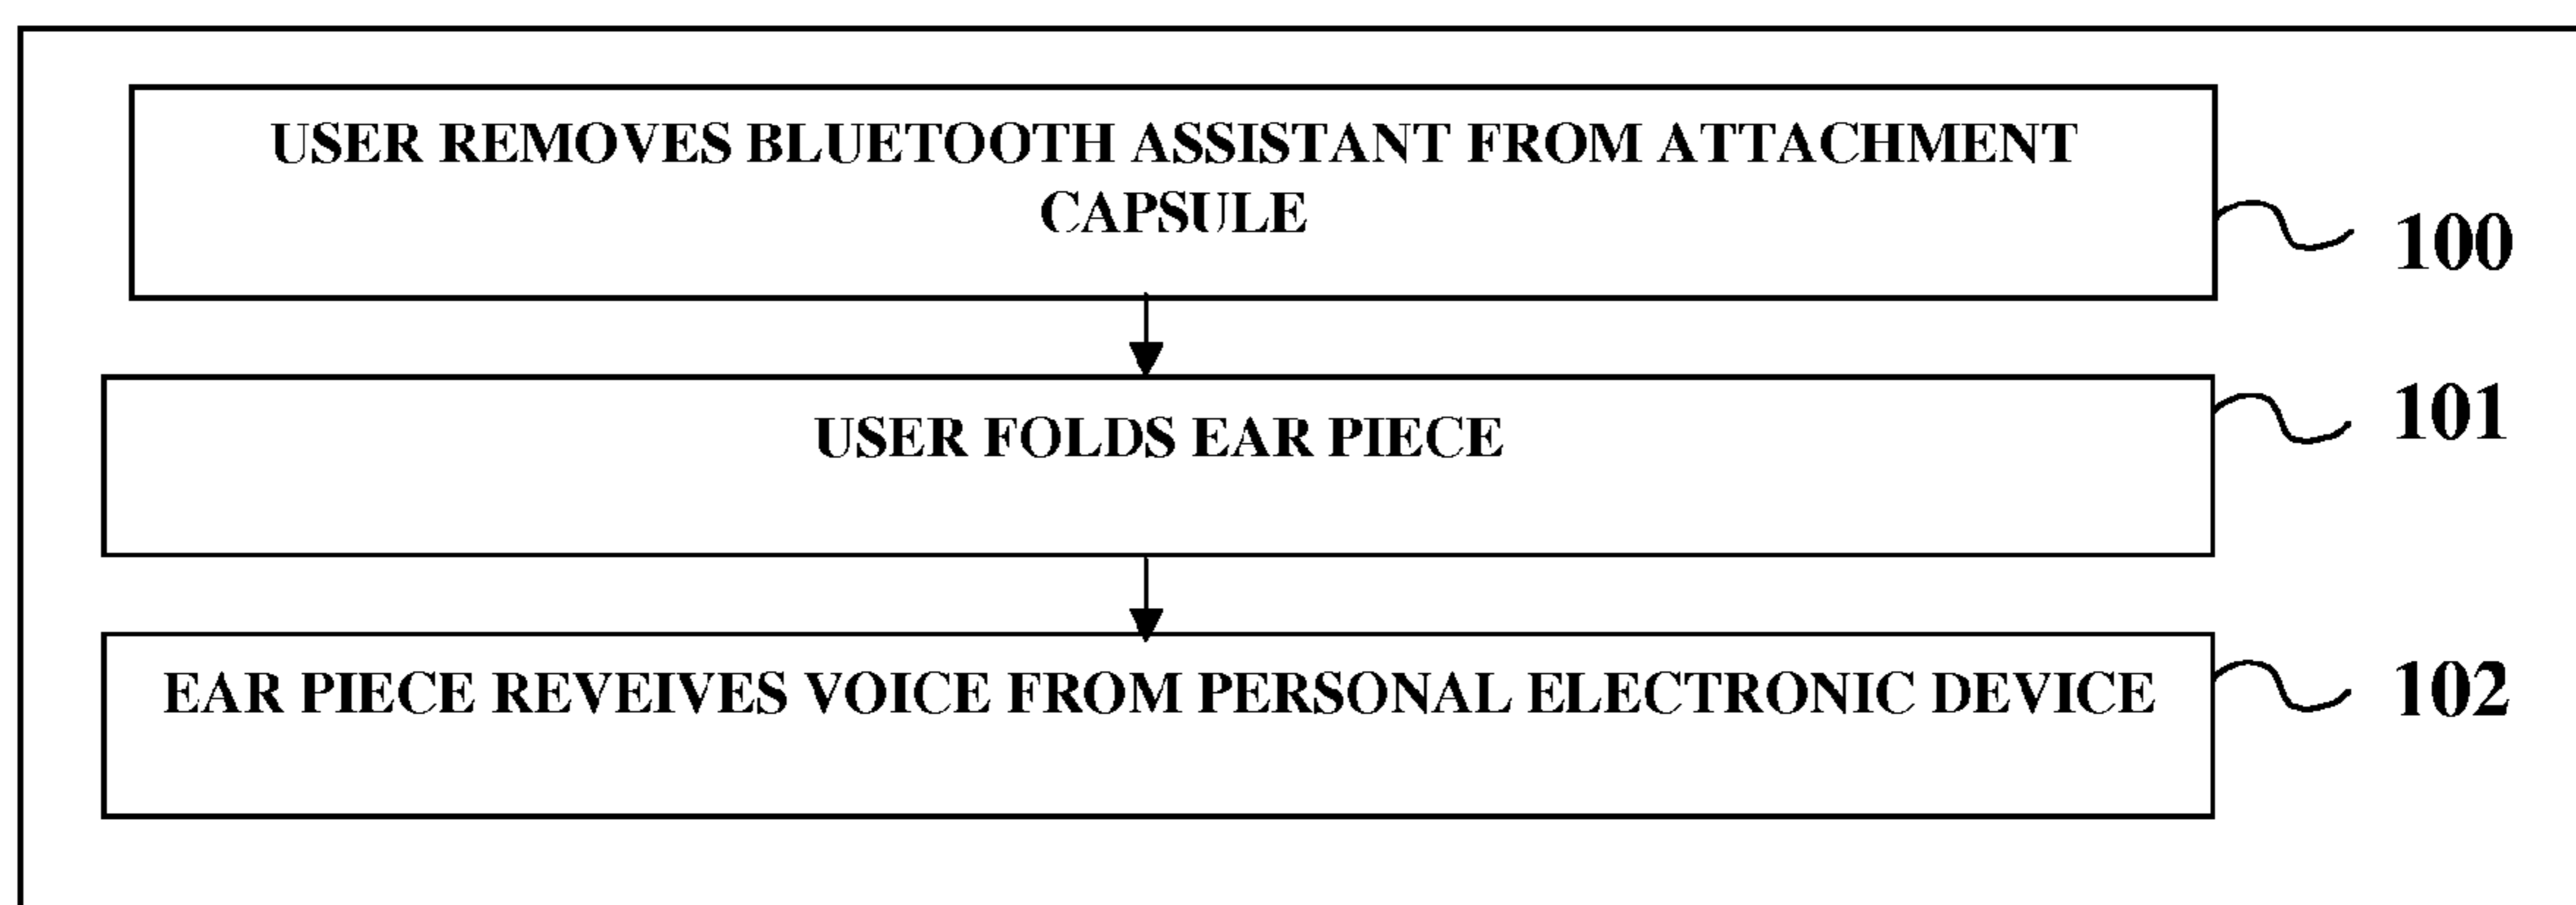 USER REMOVES BLUETOOTH ASSISTANT FROM ATTACHMENT
CAPSULE
100
USER FOLDS EAR PIECE
101
EAR PIECE REVEIVES VOICE FROM PERSONAL ELECTRONIC DEVICE
102